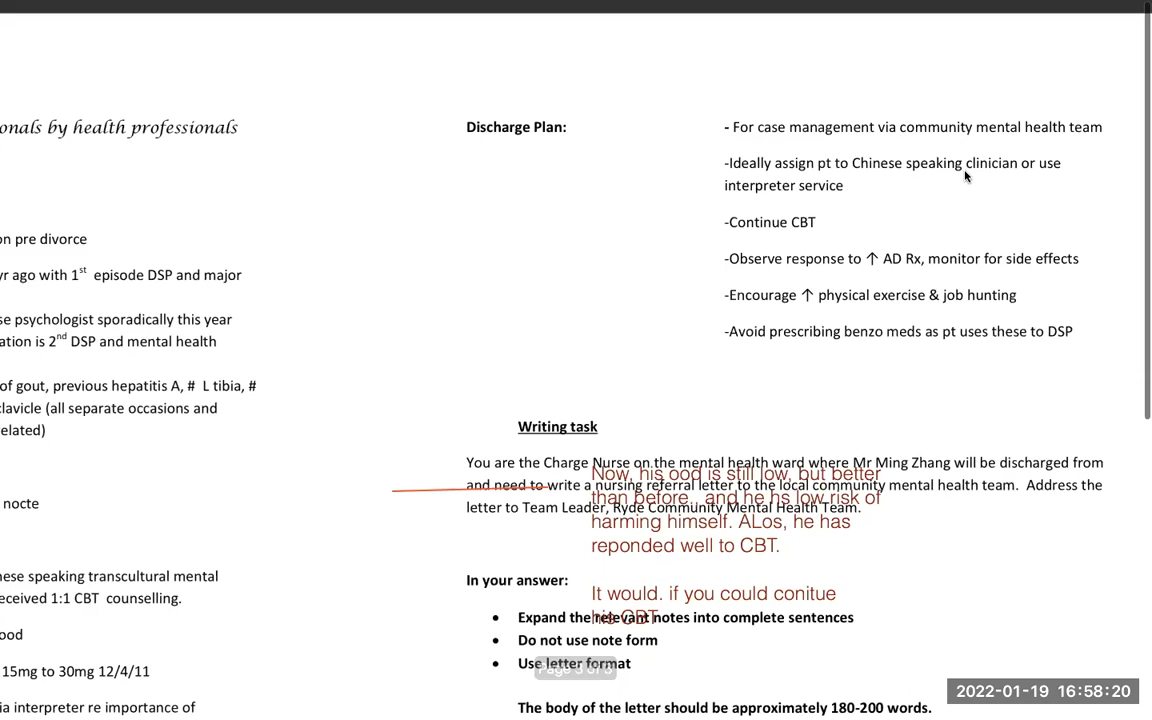 onals by health professionals
on pre divorce
yr ago with 1st episode DSP and major
se psychologist sporadically this year
ation is 2nd DSP and mental health
of gout, previous hepatitis A, # L tibia, #
clavicle (all separate occasions and
elated)
nocte
nese speaking transcultural mental
eceived 1:1 CBT counselling.
ood
15mg to 30mg 12/4/11
ia interpreter re importance of
Discharge Plan:
- For case management via community mental health team
-Ideally assign pt to Chinese speaking clinician or use
interpreter service
-Continue CBT
-Observe response to ↑ AD Rx, monitor for side effects
-Encourage ↑ physical exercise & job hunting
-Avoid prescribing benzo meds as pt uses these to DSP
Writing task
You are the Charge Nurse on the mental health ward where Mr Ming Zhang will be discharged from
and need to write a nursing referral letter to the local community mental health team. Address the
letter to Team Leader, Ryde Community Mental Health Team.
Now, his ood is still low, but better
than before. and he hs low risk of
harming himself. ALos, he has
reponded well to CBT.
It would. if you could conitue
his CBT
In your answer:
• Expand the relevant notes into complete sentences
• Do not use note form
• Use letter format
The body of the letter should be approximately 180-200 words.
Page 3 of 3
2022-01-19 16:58:20